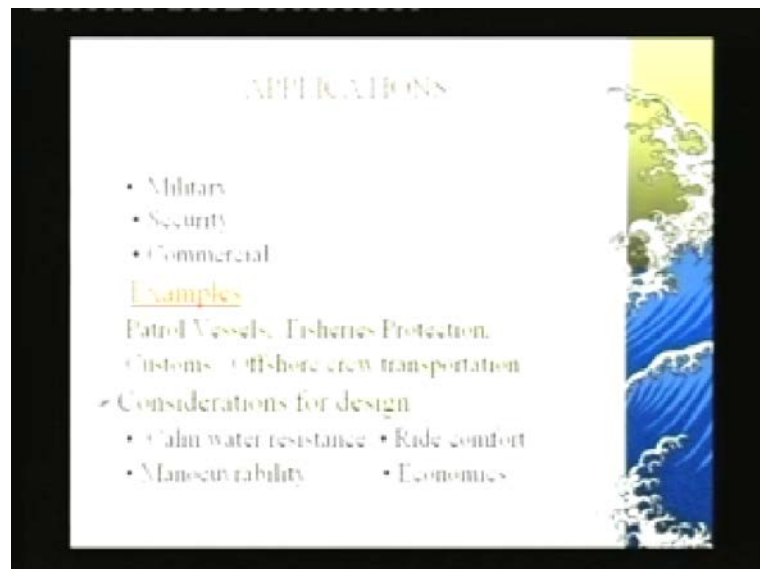 APPLICATIONS
• Military
• Security
• Commercial
Examples
Patrol Vessels, Fisheries Protection,
Customs, Offshore crew transportation
Considerations for design
• Calm water resistance • Ride comfort
• Manoeuvrability • Economics